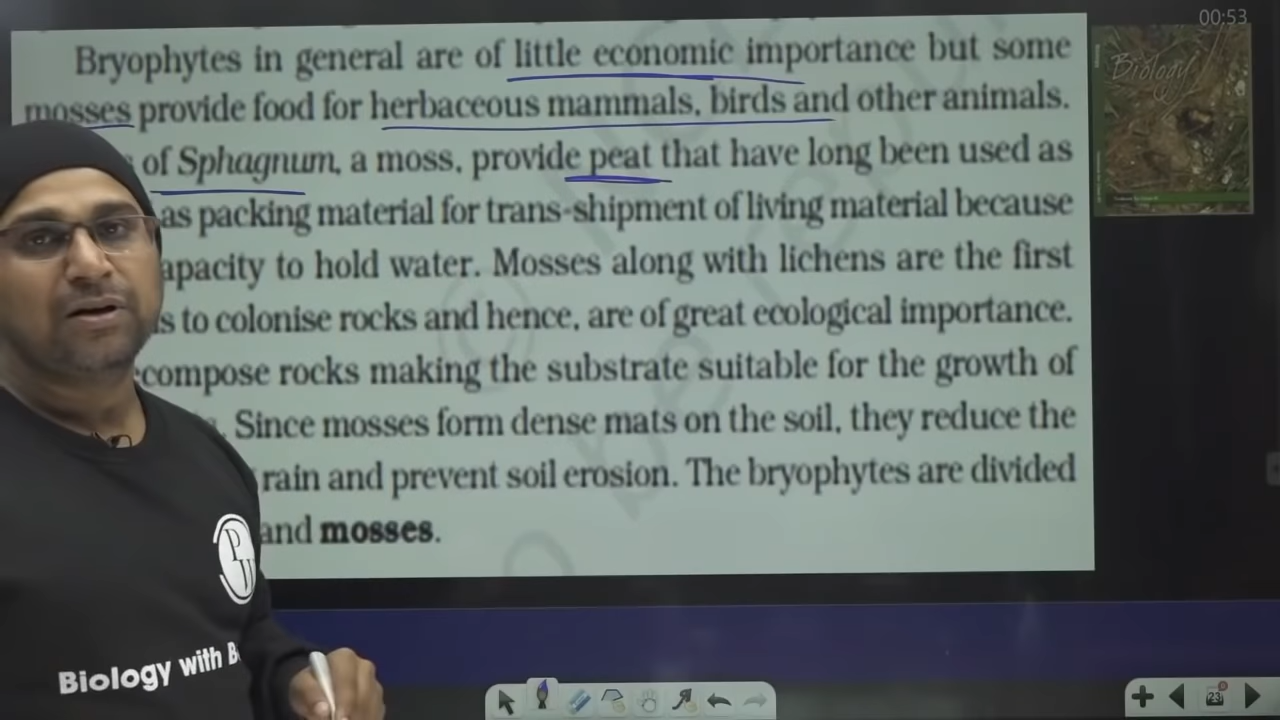 00:53
Bryophytes in general are of little economic importance but some
mosses provide food for herbaceous mammals, birds and other animals.
of Sphagnum, a moss, provide peat that have long been used as
as packing material for trans-shipment of living material because
apacity to hold water. Mosses along with lichens are the first
s to colonise rocks and hence, are of great ecological importance.
compose rocks making the substrate suitable for the growth of
. Since mosses form dense mats on the soil, they reduce the
rain and prevent soil erosion. The bryophytes are divided
and mosses.
Biology
PW
Biology with B
23